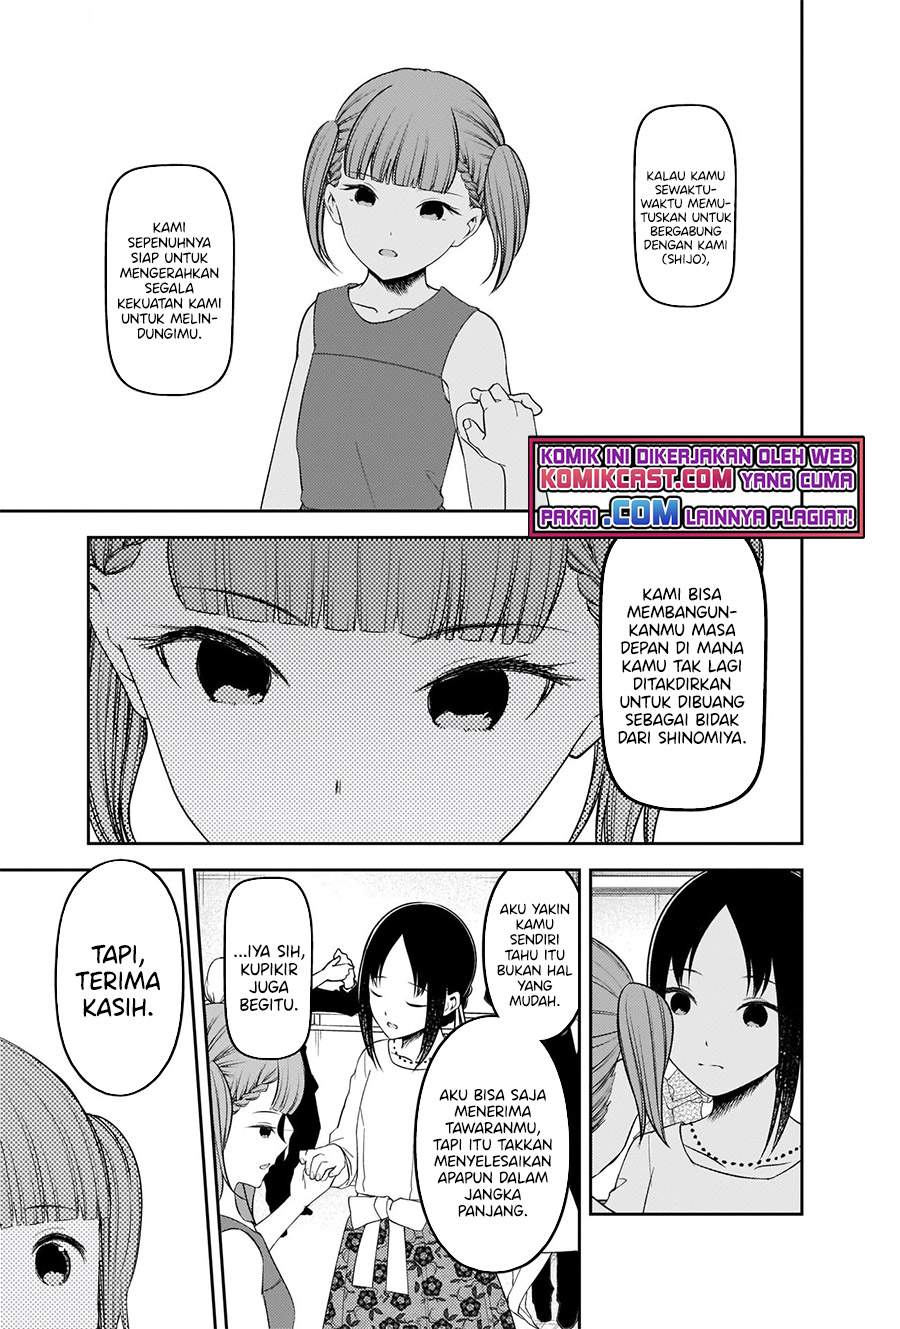 KALAU KAMU
SEWAKTU-
WAKTU MEMU-
TUSKAN UNTUK
BERGABUNG
DENGAN KAMI
(SHIJO),
KAMI
SEPENUHNYA
SIAP UNTUK
MENGERAHKAN
SEGALA
KEKUATAN KAMI
UNTUK MELIN-
DUNGIMU.
KOMIK INI DIKERJAKAN OLEH WEB
KOMIKCAST.COM YANG CUMA
PAKAI .COM LAINNYA PLAGIAT!
KAMI BISA
MEMBANGUN-
KANMU MASA
DEPAN DI MANA
KAMU TAK LAGI
DITAKDIRKAN
UNTUK DIBUANG
SEBAGAI BIDAK
DARI SHINOMIYA.
AKU YAKIN
KAMU
SENDIRI
TAHU ITU
BUKAN HAL
YANG
MUDAH.
AKU BISA SAJA
MENERIMA
TAWARANMU,
TAPI ITU TAKKAN
MENYELESAIKAN
APAPUN DALAM
JANGKA
PANJANG.
...IYA SIH,
KUPIKIR
JUGA
BEGITU.
TAPI,
TERIMA
KASIH.